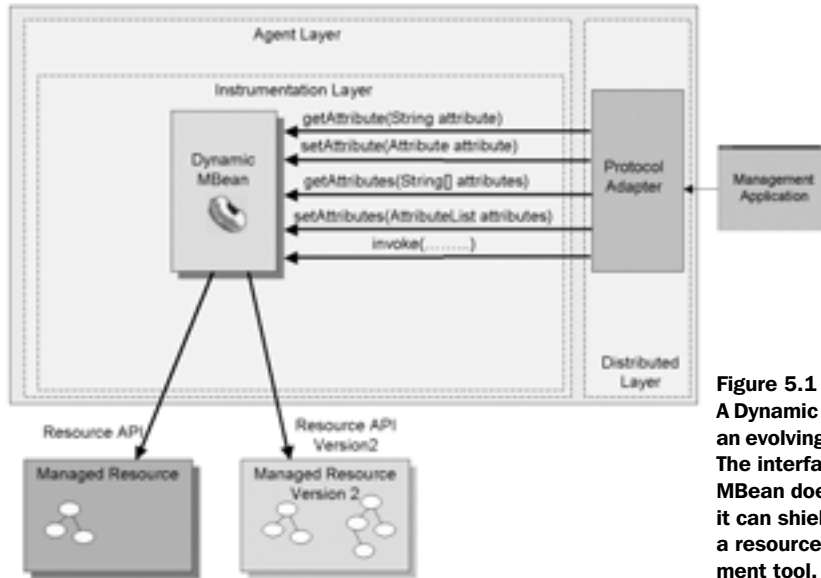 Agent Layer
Instrumentation Layer
getAttribute(String attribute)
setAttribute(Attribute attribute)
getAttributes(String[] attributes)
setAttributes(AttributeList attributes)
invoke(........)
Dynamic
MBean
Protocol
Adapter
Management
Application
Distributed
Layer
Resource API
Resource API
Version2
Managed Resource
Managed Resource
Version 2
Figure 5.1
A Dynamic
an evolving
The interfa
MBean doe
it can shiel
a resource
ment tool.